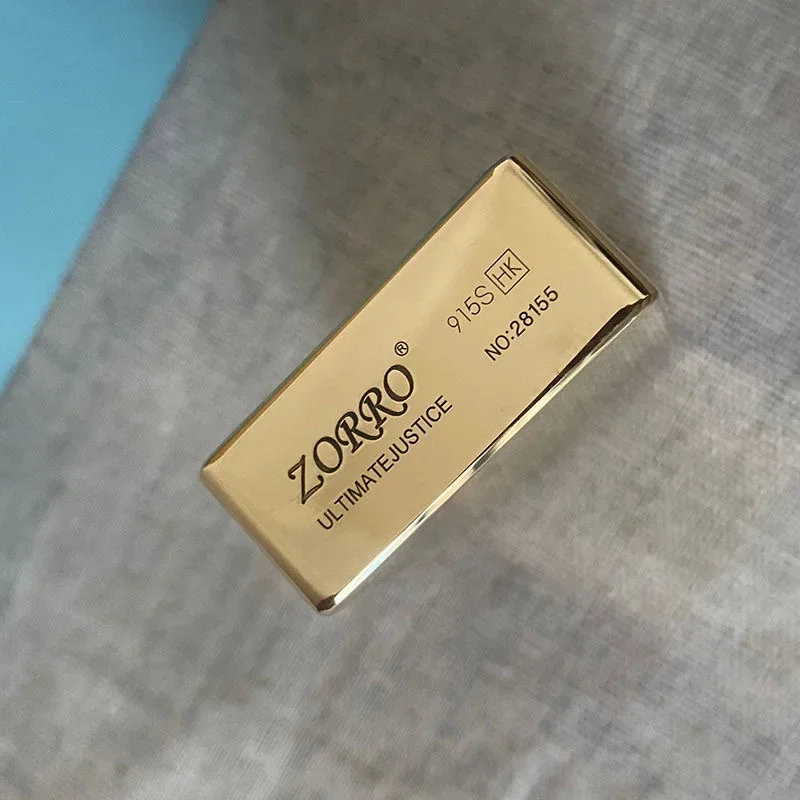 ZORRO®
ULTIMATEJUSTICE
915S HK
NO:28155